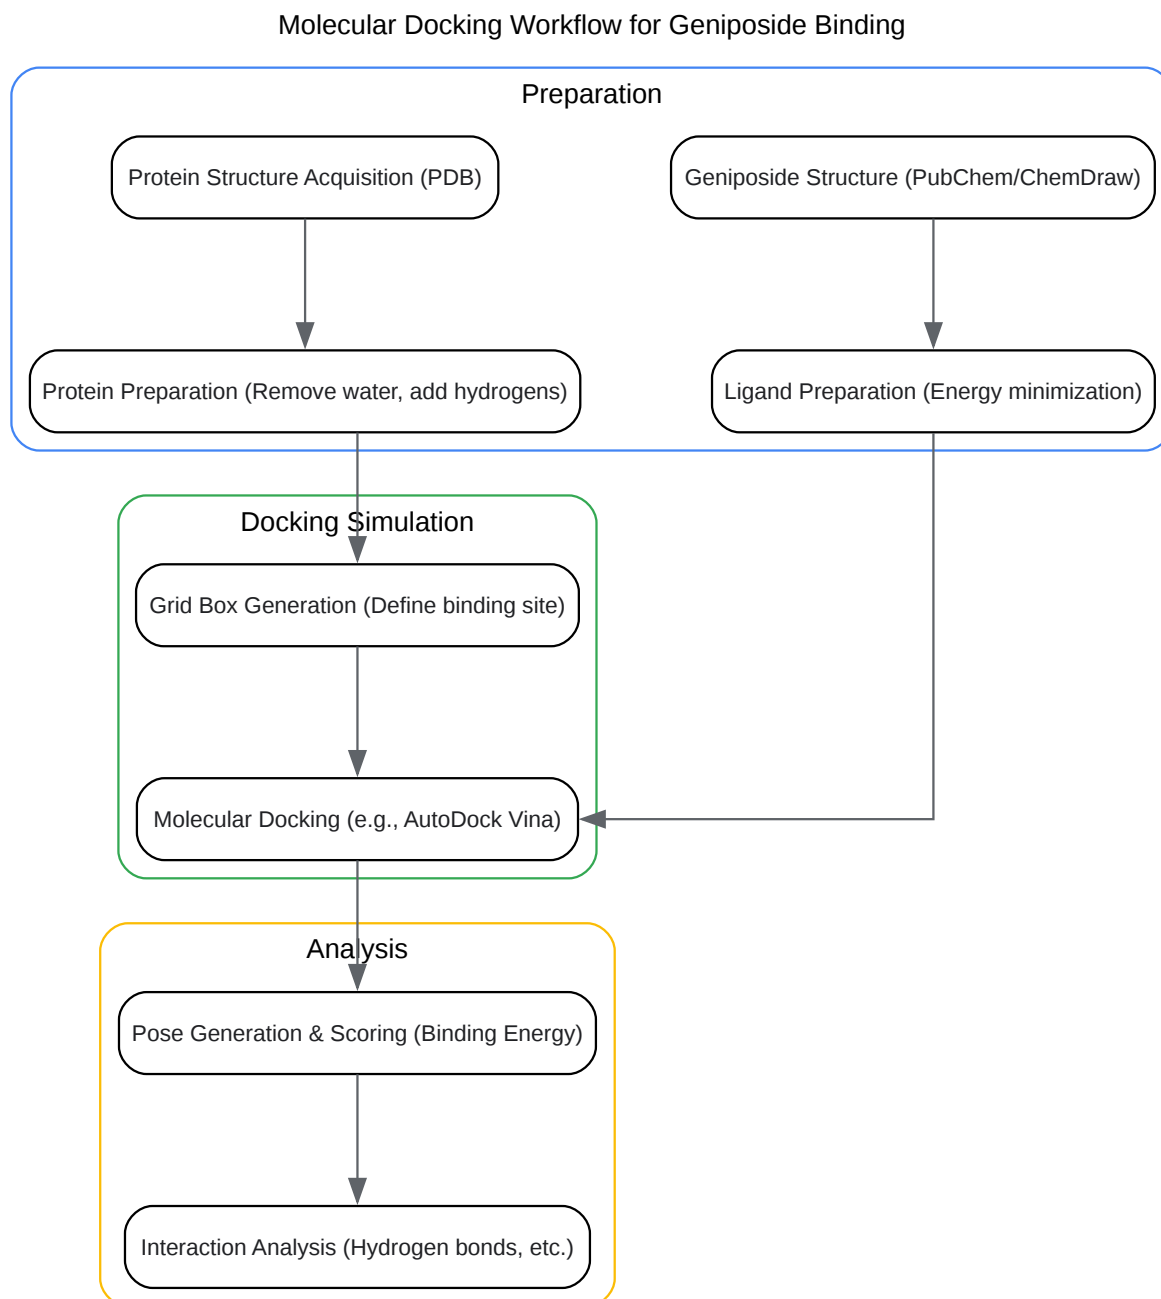 Molecular Docking Workflow for Geniposide Binding
Preparation
Protein Structure Acquisition (PDB)
Geniposide Structure (PubChem/ChemDraw)
Protein Preparation (Remove water, add hydrogens)
Ligand Preparation (Energy minimization)
Docking Simulation
Grid Box Generation (Define binding site)
Molecular Docking (e.g., AutoDock Vina)
Analysis
Pose Generation & Scoring (Binding Energy)
Interaction Analysis (Hydrogen bonds, etc.)